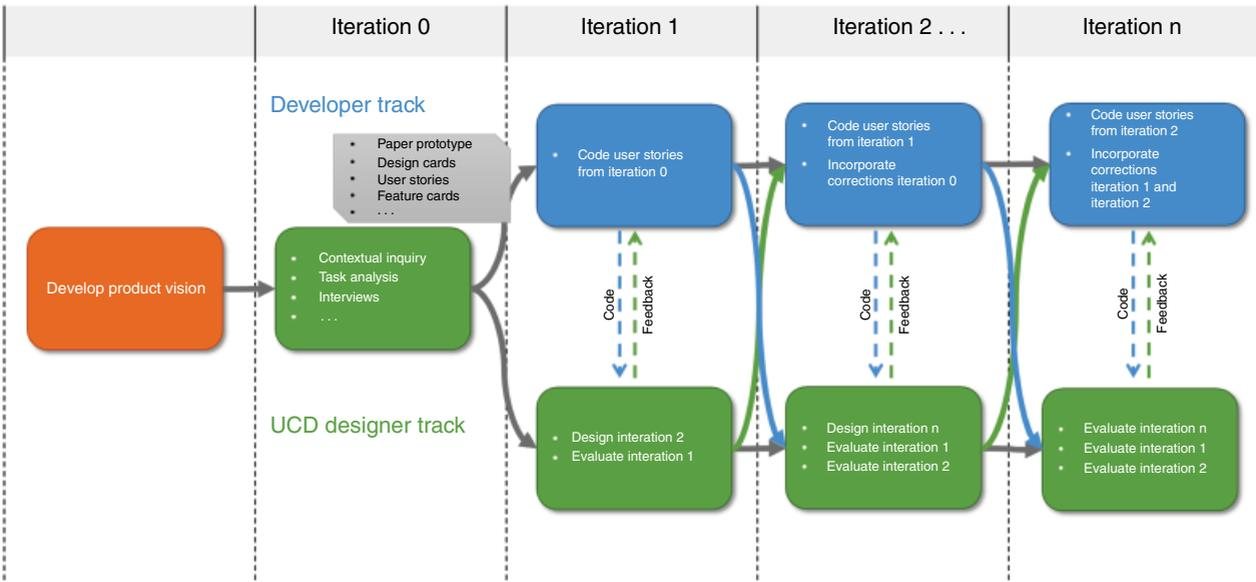 Iteration 0
Iteration 1
Iteration 2 . . .
Iteration n
Developer track
• Paper prototype
• Design cards
• User stories
• Feature cards
• . . .
Develop product vision
• Contextual inquiry
• Task analysis
• Interviews
• . . .
UCD designer track
• Code user stories
from iteration 0
Code
Feedback
• Design interation 2
• Evaluate interation 1
• Code user stories
from iteration 1
• Incorporate
corrections iteration 0
Code
Feedback
• Design interation n
• Evaluate interation 1
• Evaluate interation 2
• Code user stories
from iteration 2
• Incorporate
corrections
iteration 1 and
iteration 2
Code
Feedback
• Evaluate interation n
• Evaluate interation 1
• Evaluate interation 2